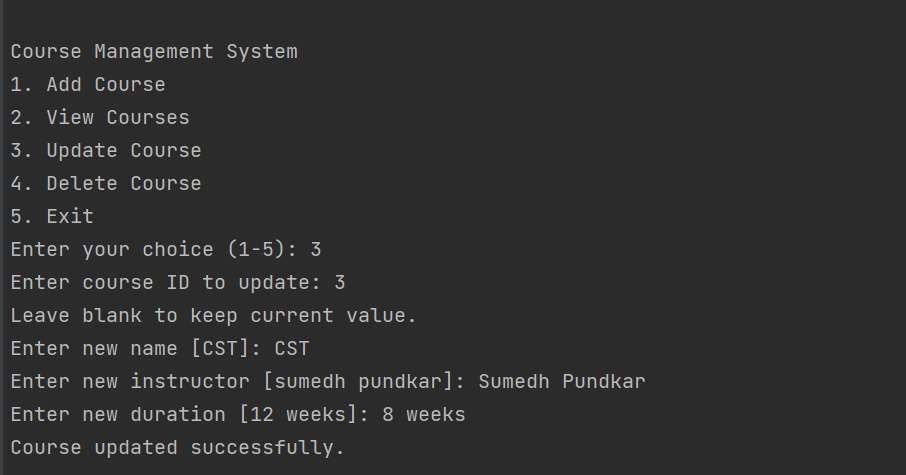 Course Management System
1. Add Course
2. View Courses
3. Update Course
4. Delete Course
5. Exit
Enter your choice (1-5): 3
Enter course ID to update: 3
Leave blank to keep current value.
Enter new name [CST]: CST
Enter new instructor [sumedh pundkar]: Sumedh Pundkar
Enter new duration [12 weeks]: 8 weeks
Course updated successfully.